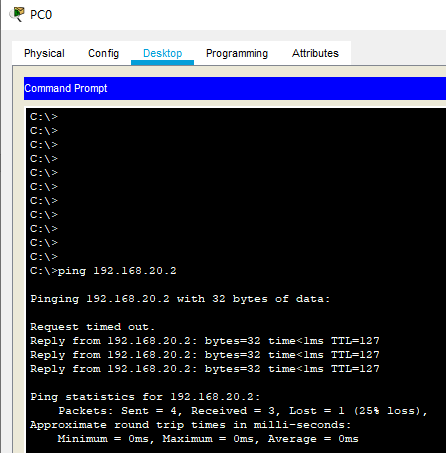 PC0
Physical Config Desktop Programming Attributes
Command Prompt
C:\>
C:\>
C:\>
C:\>
C:\>
C:\>
C:\>
C:\>
C:\>
C:\>
C:\>
C:\>ping 192.168.20.2
Pinging 192.168.20.2 with 32 bytes of data:
Request timed out.
Reply from 192.168.20.2: bytes=32 time<1ms TTL=127
Reply from 192.168.20.2: bytes=32 time<1ms TTL=127
Reply from 192.168.20.2: bytes=32 time<1ms TTL=127
Ping statistics for 192.168.20.2:
Packets: Sent = 4, Received = 3, Lost = 1 (25% loss),
Approximate round trip times in milli-seconds:
Minimum = 0ms, Maximum = 0ms, Average = 0ms